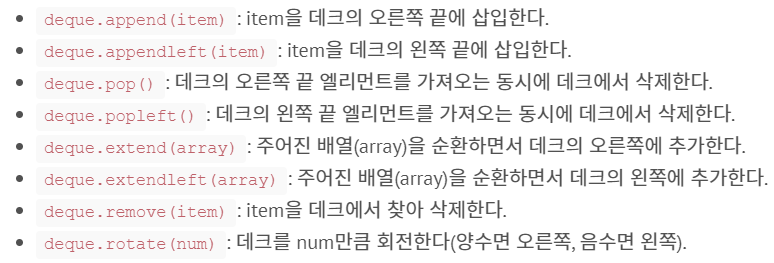 deque.append(item) : item을 데크의 오른쪽 끝에 삽입한다.
deque.appendleft(item) : item을 데크의 왼쪽 끝에 삽입한다.
deque.pop() : 데크의 오른쪽 끝 엘리먼트를 가져오는 동시에 데크에서 삭제한다.
deque.popleft() : 데크의 왼쪽 끝 엘리먼트를 가져오는 동시에 데크에서 삭제한다.
deque.extend(array) : 주어진 배열(array)을 순환하면서 데크의 오른쪽에 추가한다.
deque.extendleft(array) : 주어진 배열(array)을 순환하면서 데크의 왼쪽에 추가한다.
deque.remove(item) : item을 데크에서 찾아 삭제한다.
deque.rotate(num) : 데크를 num만큼 회전한다(양수면 오른쪽, 음수면 왼쪽).